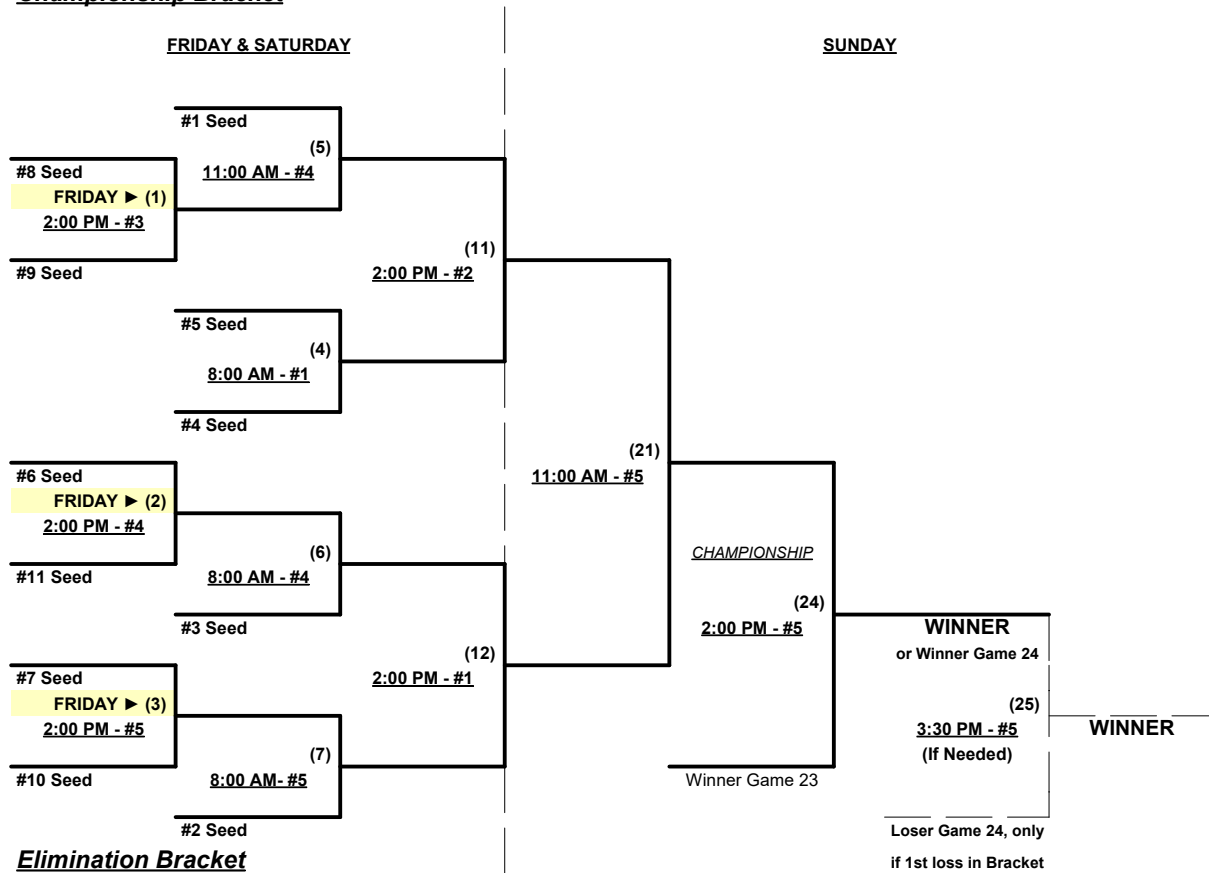 Championship Bracket
FRIDAY & SATURDAY
SUNDAY
#1 Seed
(5)
11:00 AM - #4
#8 Seed
FRIDAY ► (1)
2:00 PM - #3
#9 Seed
(11)
2:00 PM - #2
#5 Seed
(4)
8:00 AM - #1
#4 Seed
#6 Seed
FRIDAY ► (2)
2:00 PM - #4
#11 Seed
(6)
8:00 AM - #4
#3 Seed
(21)
11:00 AM - #5
CHAMPIONSHIP
(24)
2:00 PM - #5
#7 Seed
FRIDAY ► (3)
2:00 PM - #5
#10 Seed
(7)
8:00 AM- #5
#2 Seed
(12)
2:00 PM - #1
Winner Game 23
WINNER
or Winner Game 24
(25)
3:30 PM - #5
(If Needed)
WINNER
Loser Game 24, only
if 1st loss in Bracket
Elimination Bracket